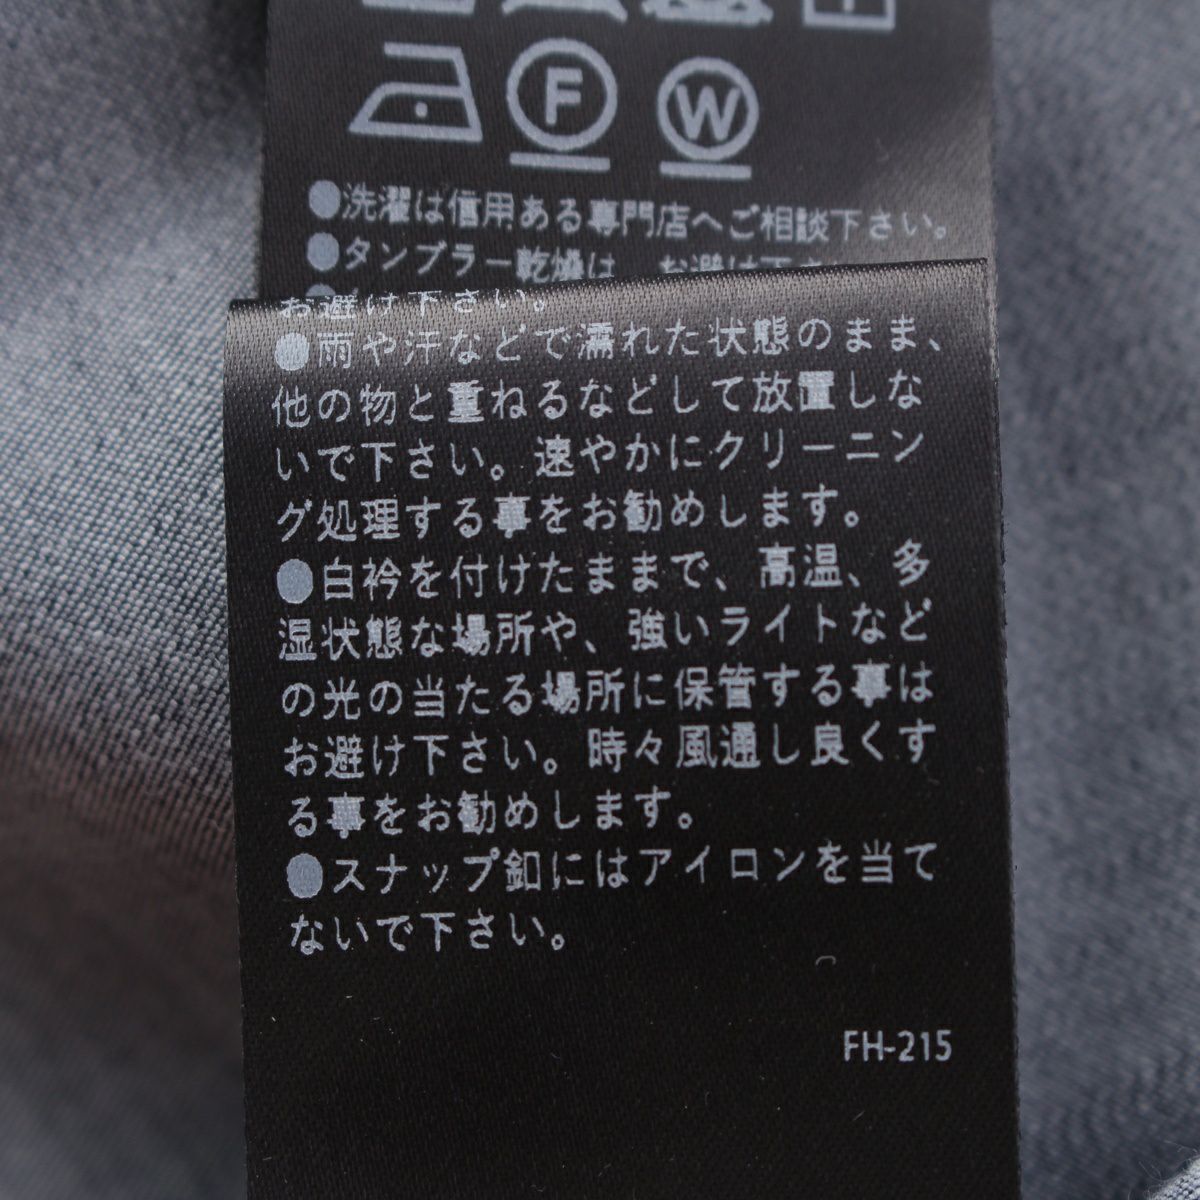 F W
●洗濯は信用ある専門店へご相談下さい。
●タンブラー乾燥は、お避け下さい
お避け下さい。
●雨や汗などで濡れた状態のまま、
他の物と重ねるなどして放置しな
いで下さい。速やかにクリーニン
グ処理する事をお勧めします。
●白衿を付けたままで、高温、多
湿状態な場所や、強いライトなど
の光の当たる場所に保管する事は
お避け下さい。時々風通し良くす
る事をお勧めします。
●スナップ釦にはアイロンを当て
ないで下さい。
FH-215